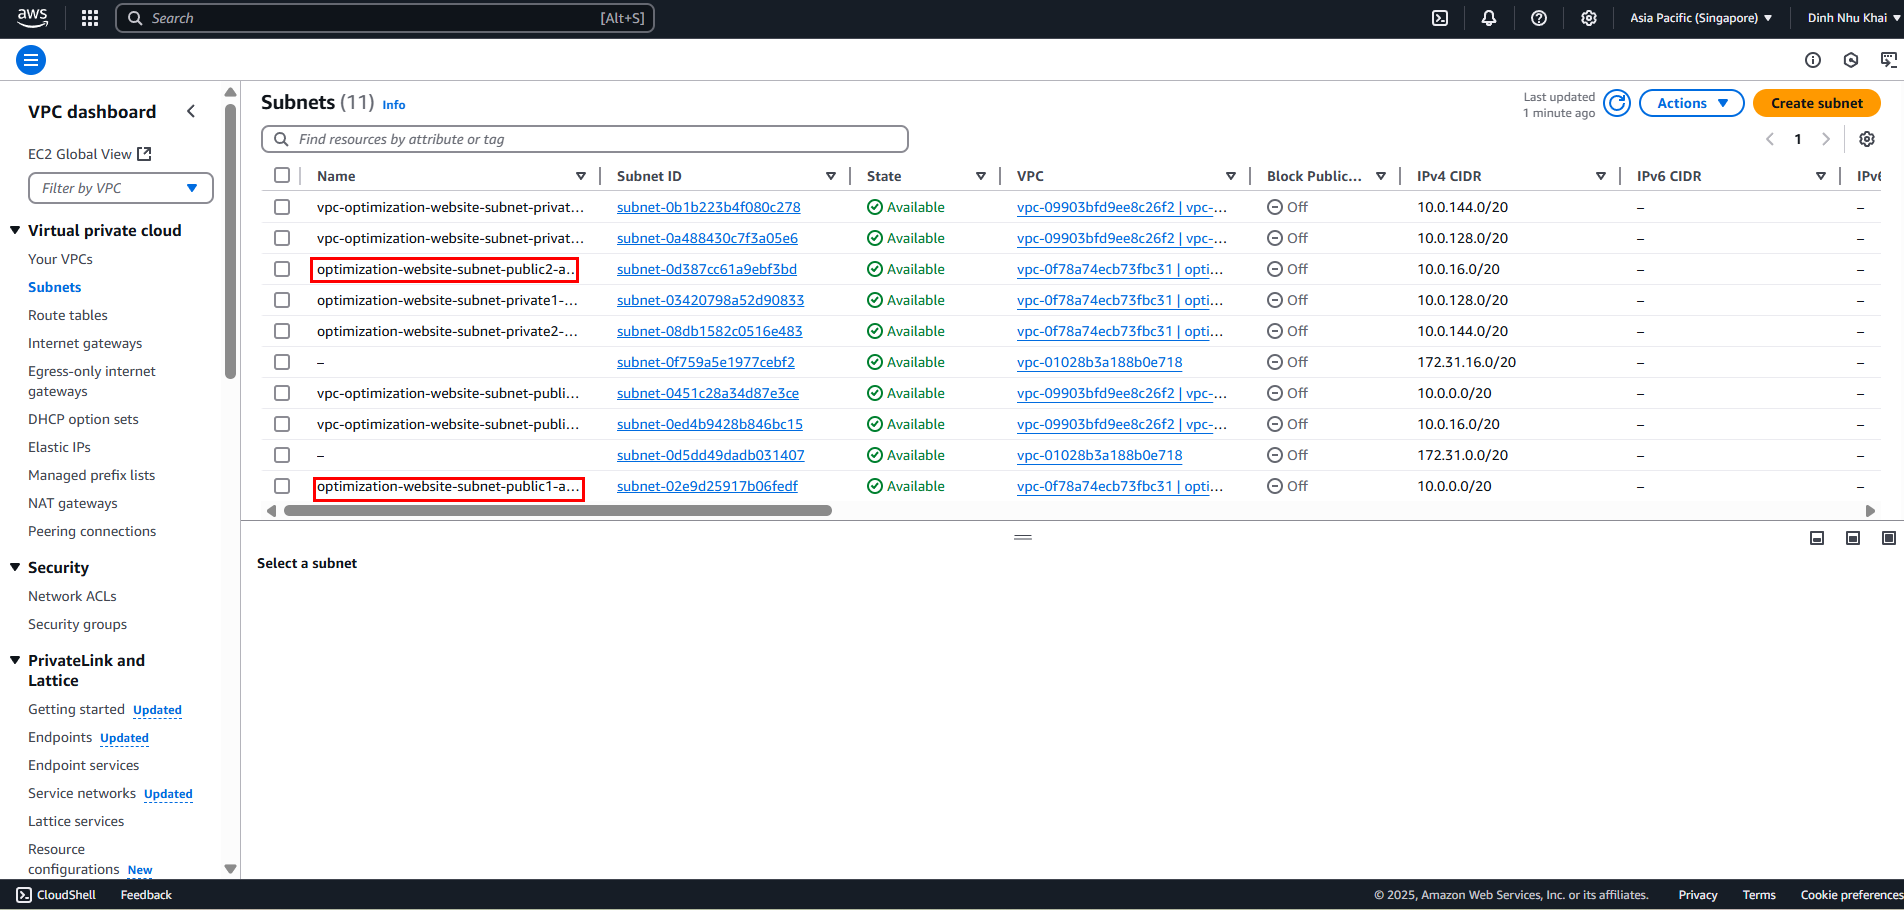 aws Search [Alt+S] Asia Pacific (Singapore) Dinh Nhu Khai
VPC dashboard
EC2 Global View
Filter by VPC
Virtual private cloud
Your VPCs
Subnets
Route tables
Internet gateways
Egress-only internet
gateways
DHCP option sets
Elastic IPs
Managed prefix lists
NAT gateways
Peering connections
Security
Network ACLs
Security groups
PrivateLink and
Lattice
Getting started Updated
Endpoints Updated
Endpoint services
Service networks Updated
Lattice services
Resource
configurations New
Subnets (11) Info
Last updated
1 minute ago
Actions
Create subnet
Find resources by attribute or tag
1
Name Subnet ID State VPC Block Public... IPv4 CIDR IPv6 CIDR IPv6
vpc-optimization-website-subnet-privat... subnet-0b1b223b4f080c278 Available vpc-09903bfd9ee8c26f2 | vpc-... Off 10.0.144.0/20 – –
vpc-optimization-website-subnet-privat... subnet-0a488430c7f3a05e6 Available vpc-09903bfd9ee8c26f2 | vpc-... Off 10.0.128.0/20 – –
optimization-website-subnet-public2-a... subnet-0d387cc61a9ebf3bd Available vpc-0f78a74ecb73fbc31 | opti... Off 10.0.16.0/20 – –
optimization-website-subnet-private1-... subnet-03420798a52d90833 Available vpc-0f78a74ecb73fbc31 | opti... Off 10.0.128.0/20 – –
optimization-website-subnet-private2-... subnet-08db1582c0516e483 Available vpc-0f78a74ecb73fbc31 | opti... Off 10.0.144.0/20 – –
– subnet-0f759a5e1977cebf2 Available vpc-01028b3a188b0e718 Off 172.31.16.0/20 – –
vpc-optimization-website-subnet-publi... subnet-0451c28a34d87e3ce Available vpc-09903bfd9ee8c26f2 | vpc-... Off 10.0.0.0/20 – –
vpc-optimization-website-subnet-publi... subnet-0ed4b9428b846bc15 Available vpc-09903bfd9ee8c26f2 | vpc-... Off 10.0.16.0/20 – –
– subnet-0d5dd49dadb031407 Available vpc-01028b3a188b0e718 Off 172.31.0.0/20 – –
optimization-website-subnet-public1-a... subnet-02e9d25917b06fedf Available vpc-0f78a74ecb73fbc31 | opti... Off 10.0.0.0/20 – –
Select a subnet
CloudShell Feedback © 2025, Amazon Web Services, Inc. or its affiliates. Privacy Terms Cookie preferences